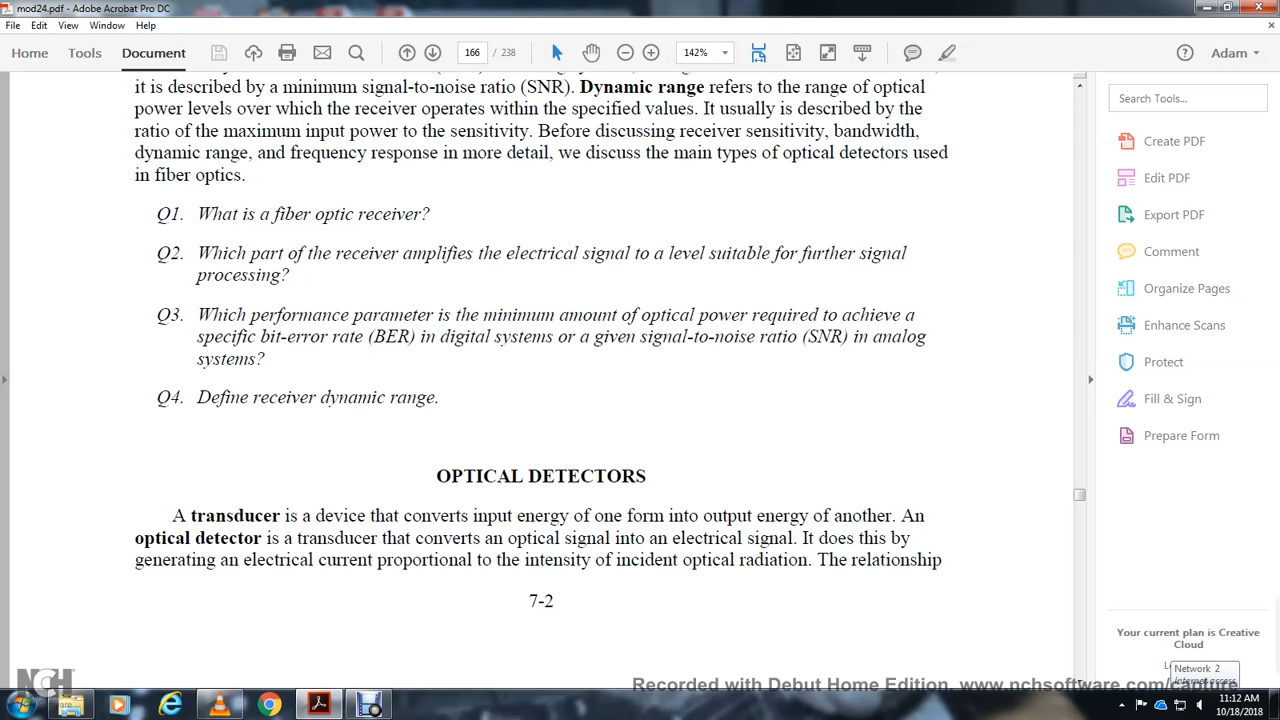 mod24.pdf - Adobe Acrobat Pro DC
File Edit View Window Help
Home Tools Document 166 / 238 142% Adam
it is described by a minimum signal-to-noise ratio (SNR). Dynamic range refers to the range of optical
power levels over which the receiver operates within the specified values. It usually is described by the
ratio of the maximum input power to the sensitivity. Before discussing receiver sensitivity, bandwidth,
dynamic range, and frequency response in more detail, we discuss the main types of optical detectors used
in fiber optics.
Q1. What is a fiber optic receiver?
Q2. Which part of the receiver amplifies the electrical signal to a level suitable for further signal
processing?
Q3. Which performance parameter is the minimum amount of optical power required to achieve a
specific bit-error rate (BER) in digital systems or a given signal-to-noise ratio (SNR) in analog
systems?
Q4. Define receiver dynamic range.
OPTICAL DETECTORS
A transducer is a device that converts input energy of one form into output energy of another. An
optical detector is a transducer that converts an optical signal into an electrical signal. It does this by
generating an electrical current proportional to the intensity of incident optical radiation. The relationship
7-2
Search Tools...
Create PDF
Edit PDF
Export PDF
Comment
Organize Pages
Enhance Scans
Protect
Fill & Sign
Prepare Form
Your current plan is Creative
Cloud
Network 2
Internet access
NCH
Recorded with Debut Home Edition. www.nchsoftware.com/capture
11:12 AM
10/18/2018